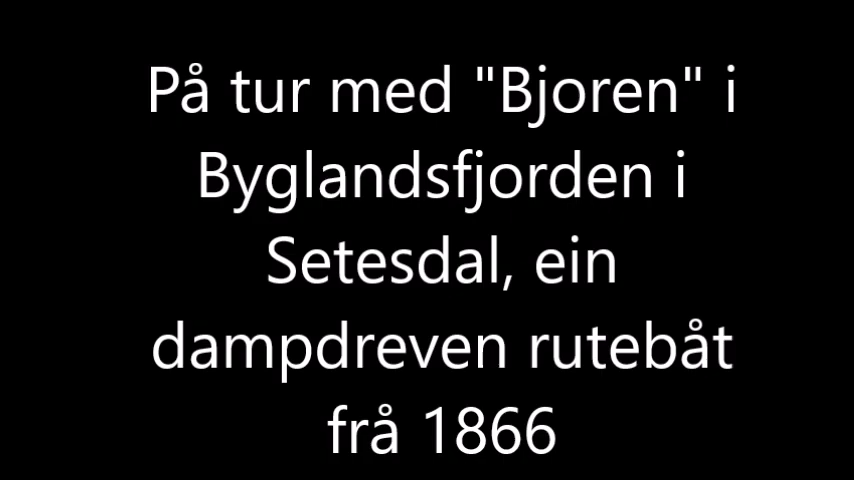 På tur med "Bjoren" i
Byglandsfjorden i
Setesdal, ein
dampdreven rutebåt
frå 1866